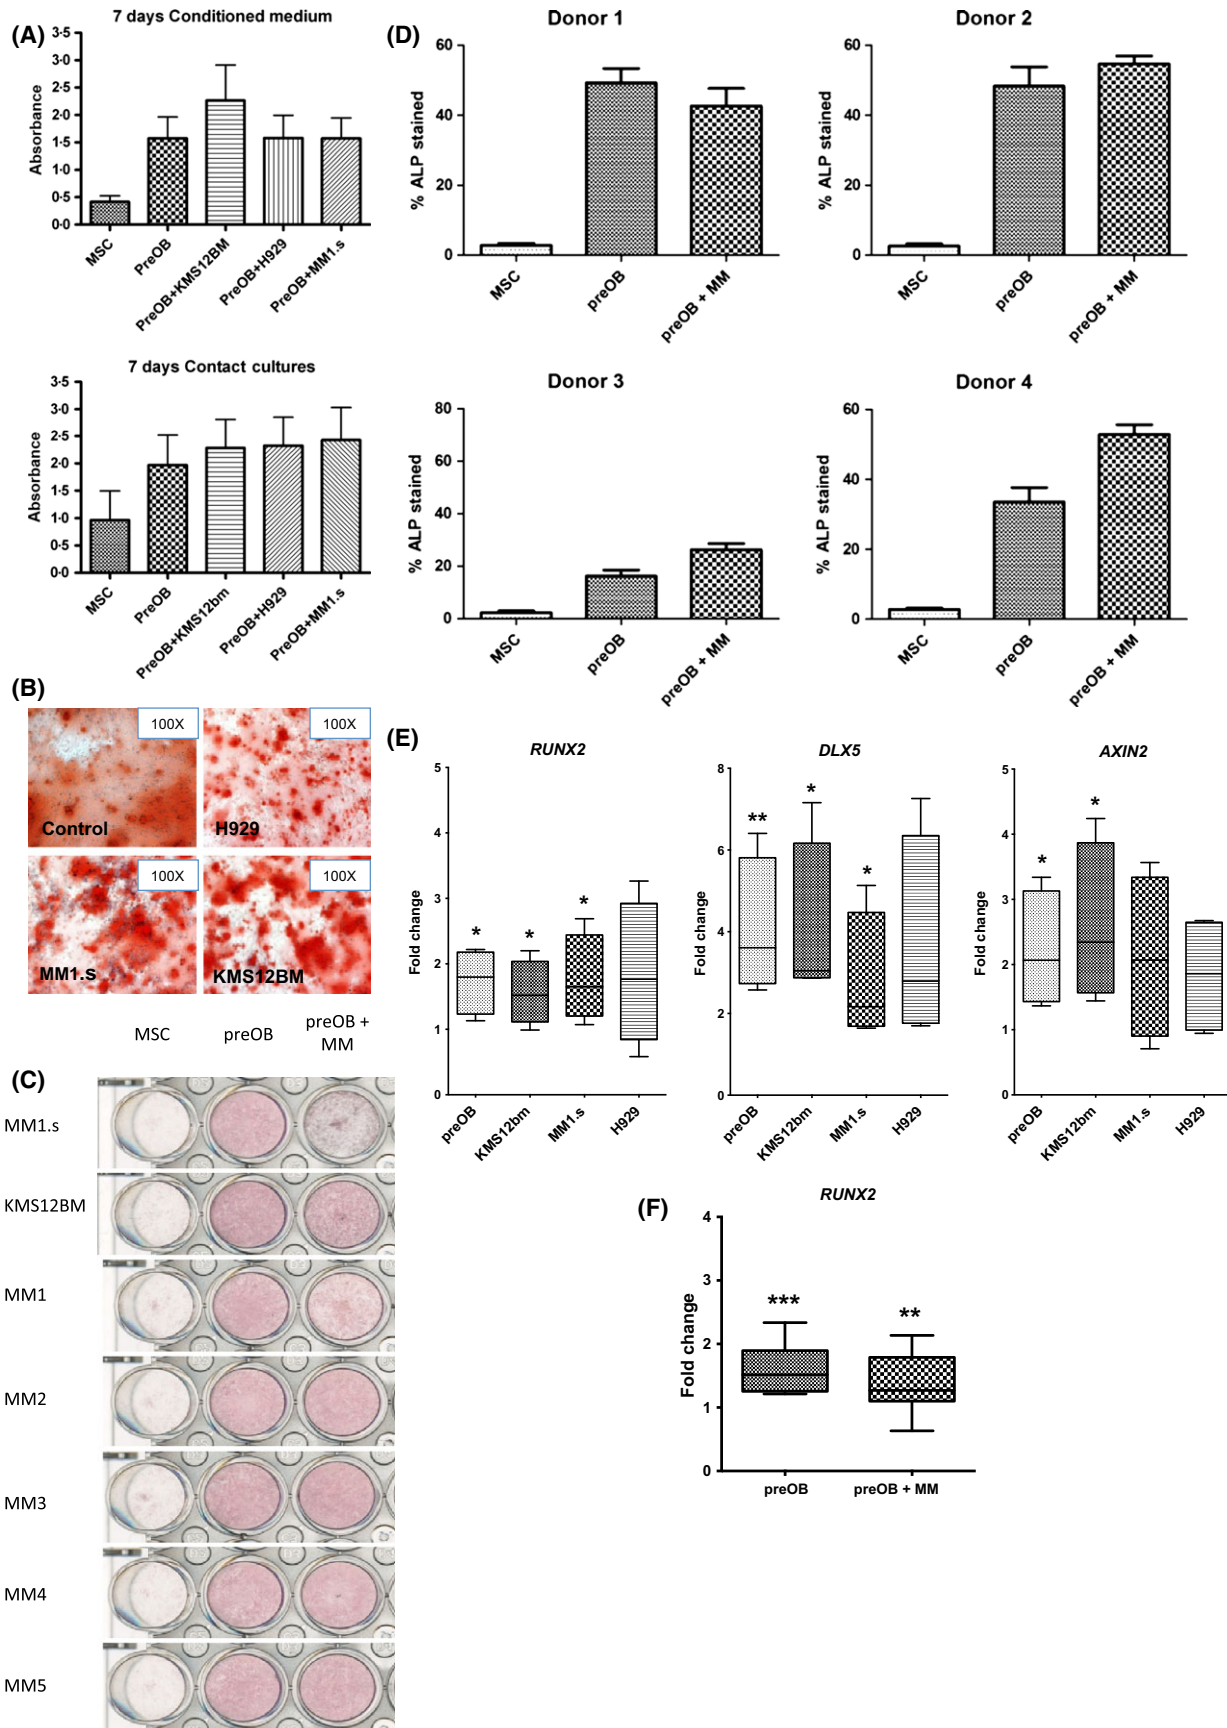 (A)
7 days Conditioned medium
Absorbance
3·5
3·0
2·5
2·0
1·5
1·0
0·5
0·0
MSC
PreOB
PreOB+KMS12BM
PreOB+H929
PreOB+MM1.s
7 days Contact cultures
Absorbance
3·5
3·0
2·5
2·0
1·5
1·0
0·5
0·0
MSC
PreOB
PreOB+KMS12bm
PreOB+H929
PreOB+MM1.s
(B)
100X
Control
100X
H929
100X
MM1.s
100X
KMS12BM
(C)
MSC
preOB
preOB +
MM
MM1.s
KMS12BM
MM1
MM2
MM3
MM4
MM5
(D)
Donor 1
% ALP stained
60
40
20
0
MSC
preOB
preOB + MM
Donor 2
% ALP stained
60
40
20
0
MSC
preOB
preOB + MM
Donor 3
% ALP stained
80
60
40
20
0
MSC
preOB
preOB + MM
Donor 4
% ALP stained
60
40
20
0
MSC
preOB
preOB + MM
(E)
RUNX2
Fold change
5
4
3
2
1
0
*
*
*
preOB
KMS12bm
MM1.s
H929
DLX5
Fold change
8
6
4
2
0
**
*
*
preOB
KMS12bm
MM1.s
H929
AXIN2
Fold change
5
4
3
2
1
0
*
*
preOB
KMS12bm
MM1.s
H929
(F)
RUNX2
Fold change
4
3
2
1
0
***
**
preOB
preOB + MM